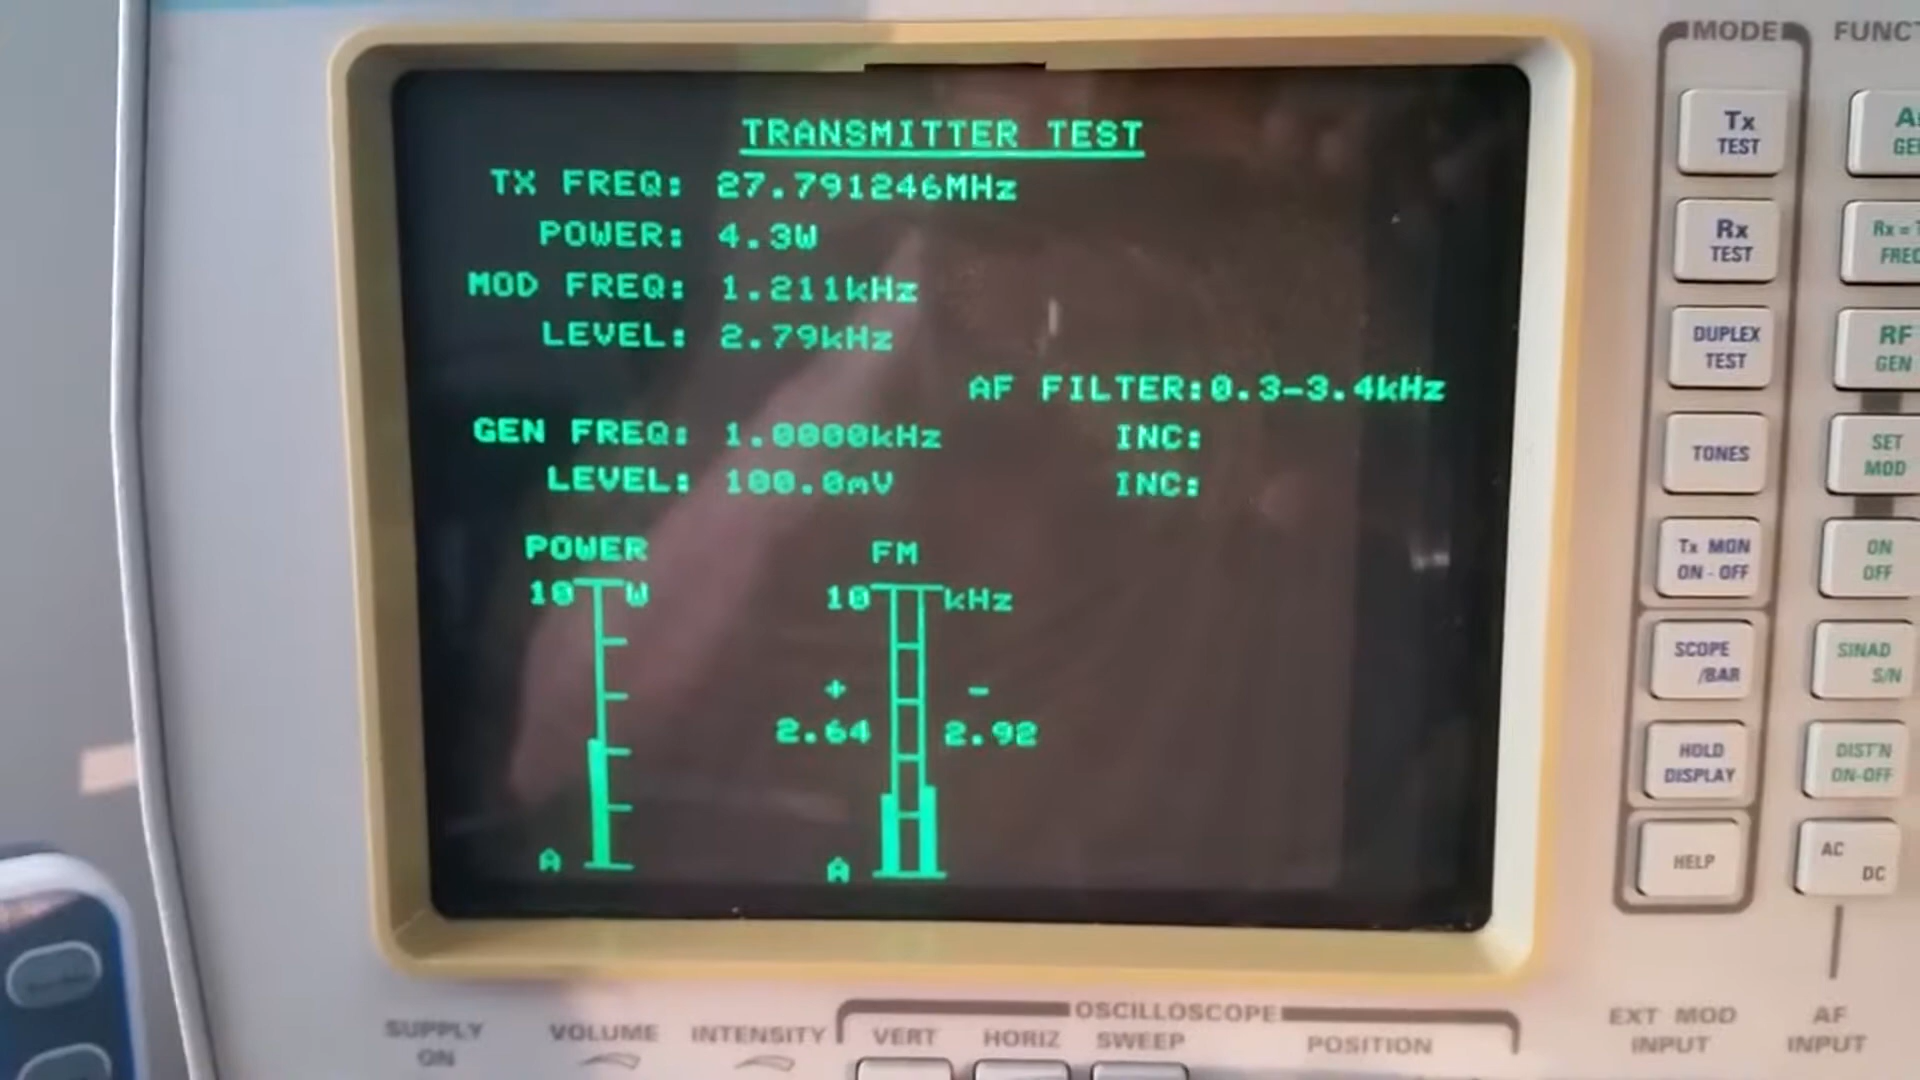 TRANSMITTER TEST
TX FREQ: 27.791246MHz
POWER: 4.3W
MOD FREQ: 1.211kHz
LEVEL: 2.79kHz
AF FILTER:0.3-3.4kHz
GEN FREQ: 1.0000kHz INC:
LEVEL: 100.0mV INC:
POWER FM
10 W 10 kHz
+ -
2.64 2.92
A A
MODE
Tx
TEST
Rx
TEST
DUPLEX
TEST
TONES
Tx MON
ON-OFF
SCOPE
/BAR
HOLD
DISPLAY
HELP
FUNCT
A
GE
Rx =
FREQ
RF
GEN
SET
MOD
ON
OFF
SINAD
S/N
DIST'N
ON-OFF
AC
DC
SUPPLY
ON
VOLUME
INTENSITY
OSCILLOSCOPE
VERT
HORIZ
SWEEP
POSITION
EXT MOD
INPUT
AF
INPUT